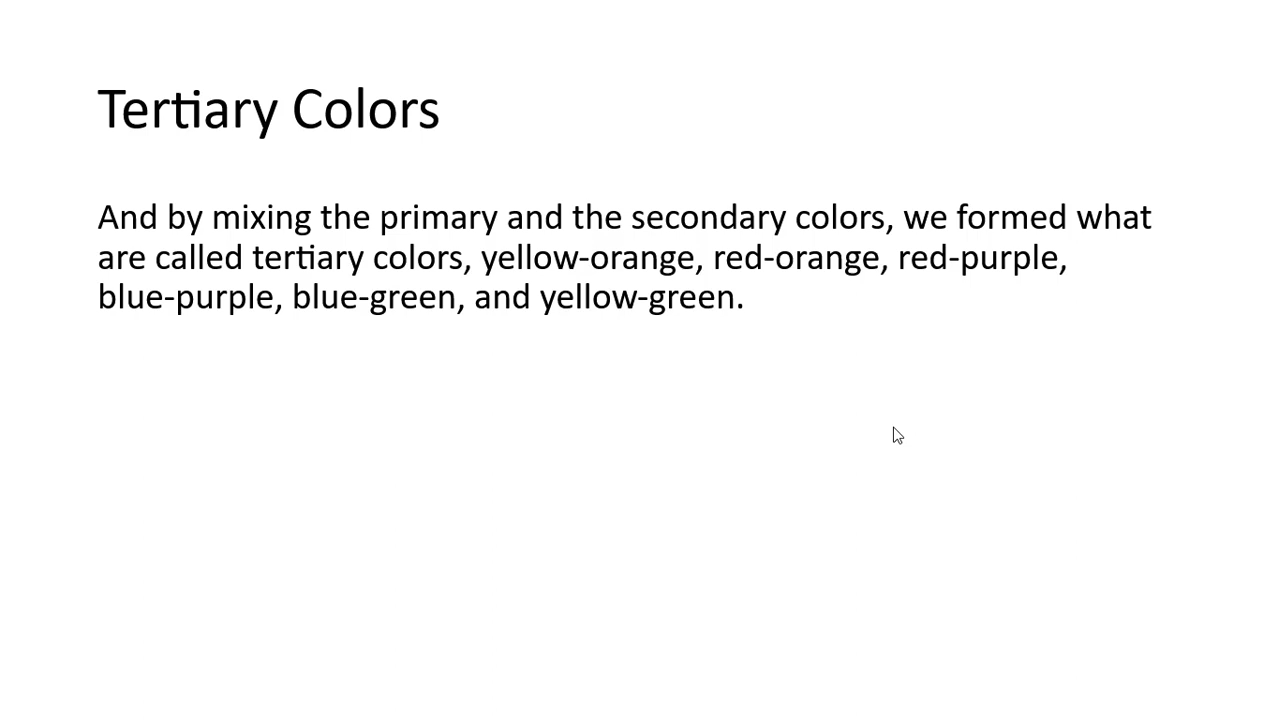 Tertiary Colors
And by mixing the primary and the secondary colors, we formed what
are called tertiary colors, yellow-orange, red-orange, red-purple,
blue-purple, blue-green, and yellow-green.